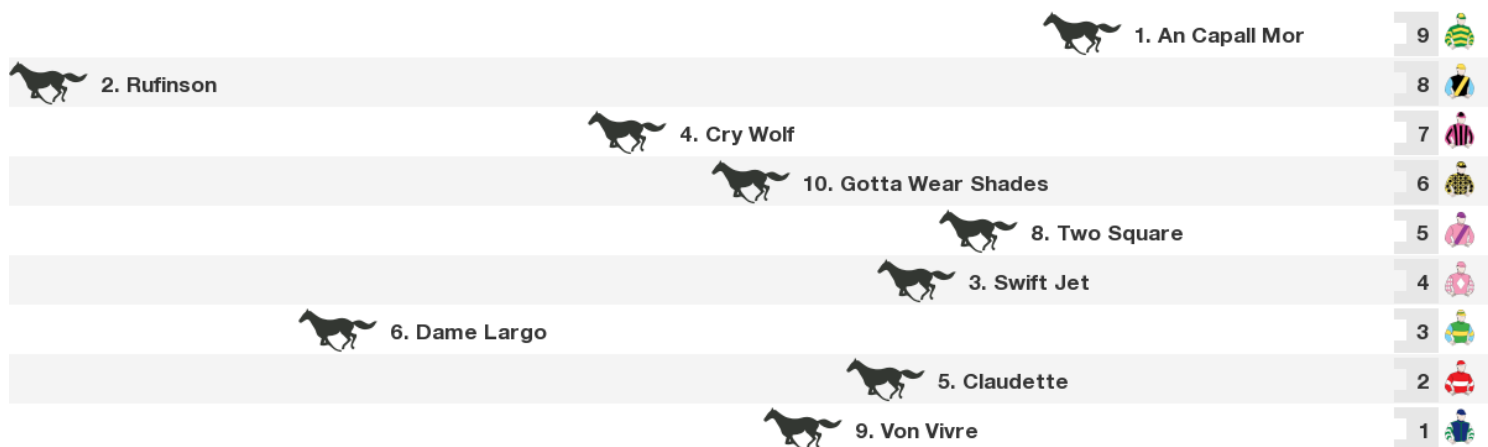 1. An Capall Mor 9
2. Rufinson 8
4. Cry Wolf 7
10. Gotta Wear Shades 6
8. Two Square 5
3. Swift Jet 4
6. Dame Largo 3
5. Claudette 2
9. Von Vivre 1